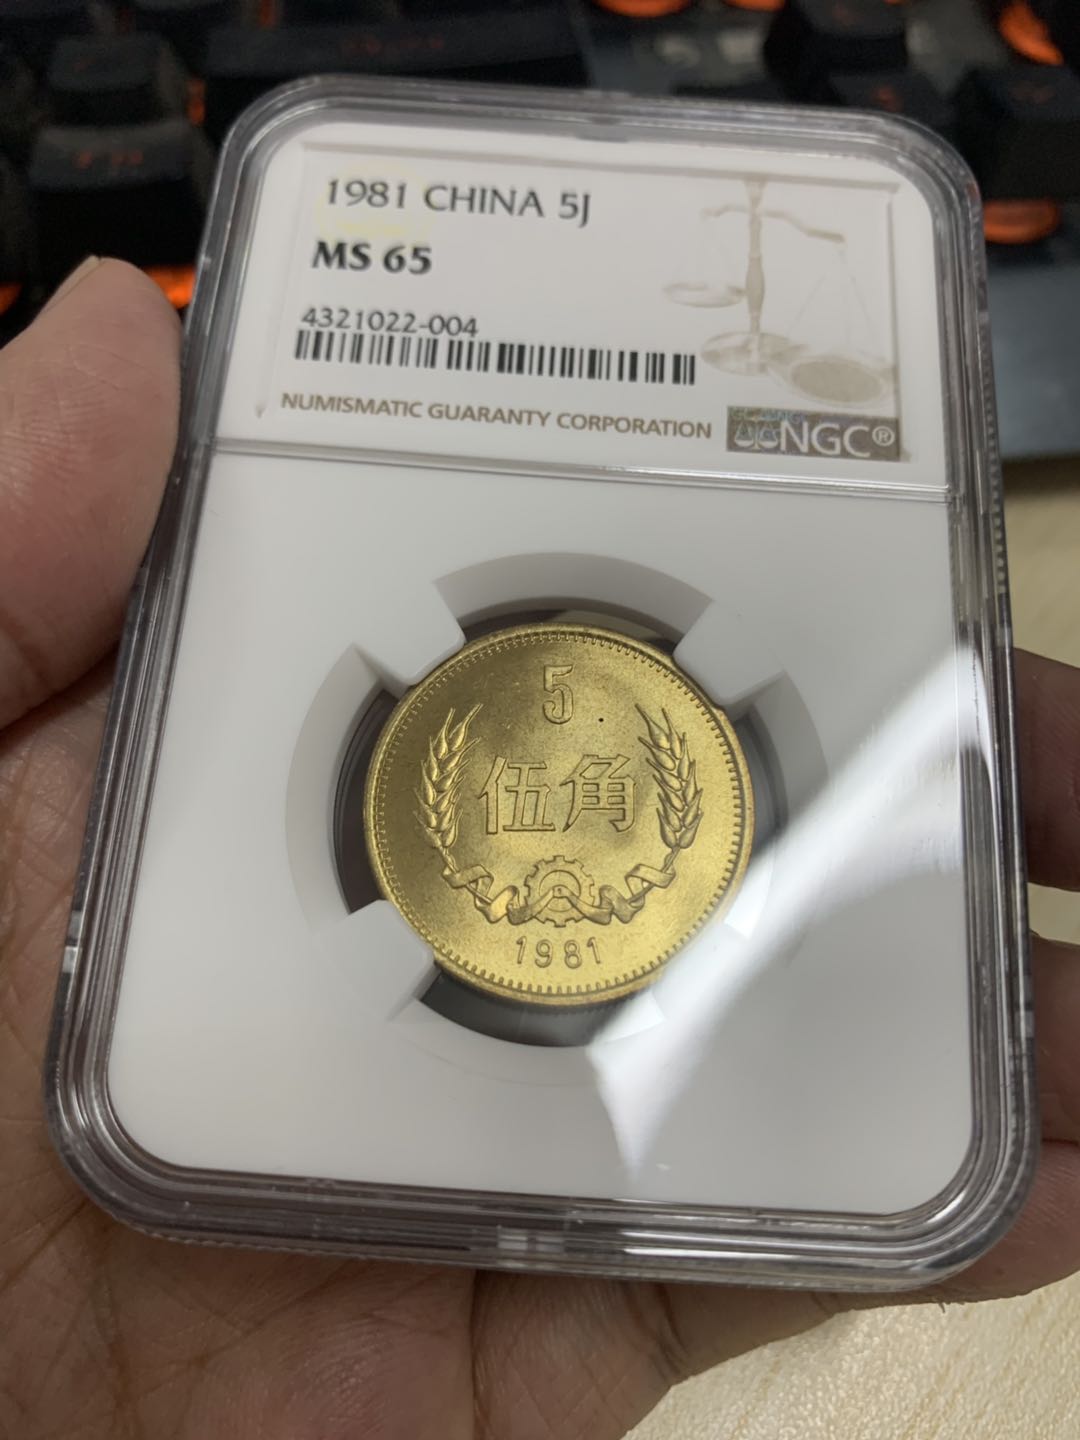 1981 CHINA 5J
MS 65
4321022-004
NUMISMATIC GUARANTY CORPORATION
NGC®
5
伍角
1981